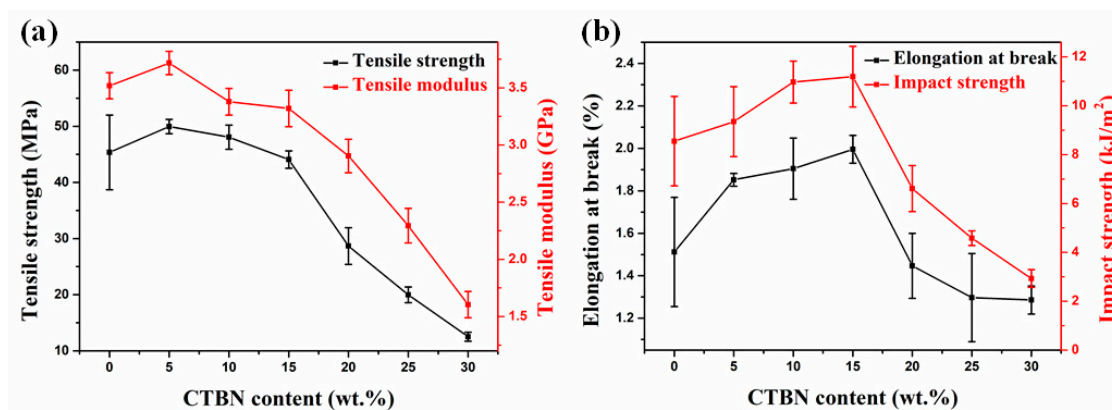 (a)
Tensile strength
Tensile modulus
Tensile strength (MPa)
60
50
40
30
20
10
Tensile modulus (GPa)
3.5
3.0
2.5
2.0
1.5
0 5 10 15 20 25 30
CTBN content (wt.%)
(b)
Elongation at break
Impact strength
Elongation at break (%)
2.4
2.2
2.0
1.8
1.6
1.4
1.2
Impact strength (kJ/m²)
12
10
8
6
4
2
0
0 5 10 15 20 25 30
CTBN content (wt.%)